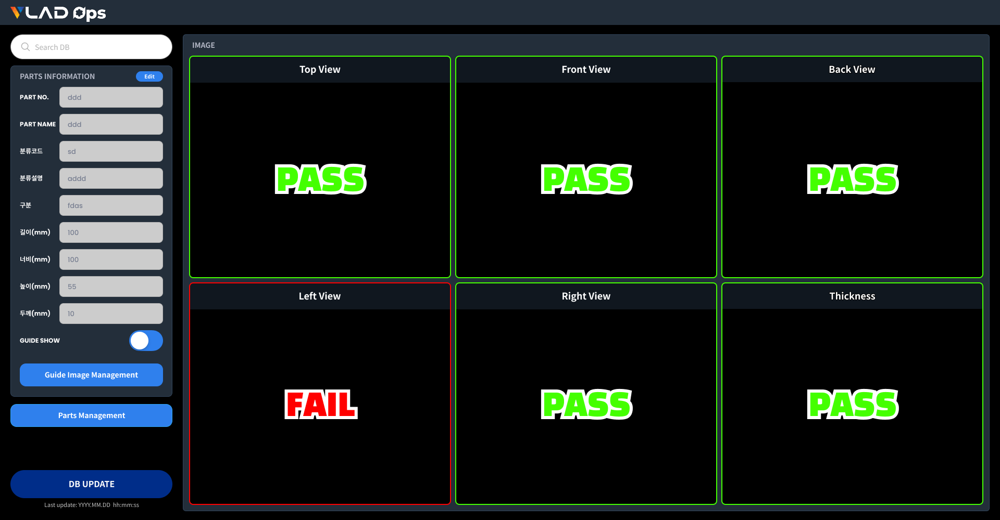 VLAD Ops
Search DB
PARTS INFORMATION
Edit
PART NO.
ddd
PART NAME
ddd
분류코드
sd
분류설명
addd
구분
fdas
길이(mm)
100
너비(mm)
100
높이(mm)
55
두께(mm)
10
GUIDE SHOW
Guide Image Management
Parts Management
DB UPDATE
Last update: YYYY.MM.DD hh:mm:ss
IMAGE
Top View
PASS
Front View
PASS
Back View
PASS
Left View
FAIL
Right View
PASS
Thickness
PASS